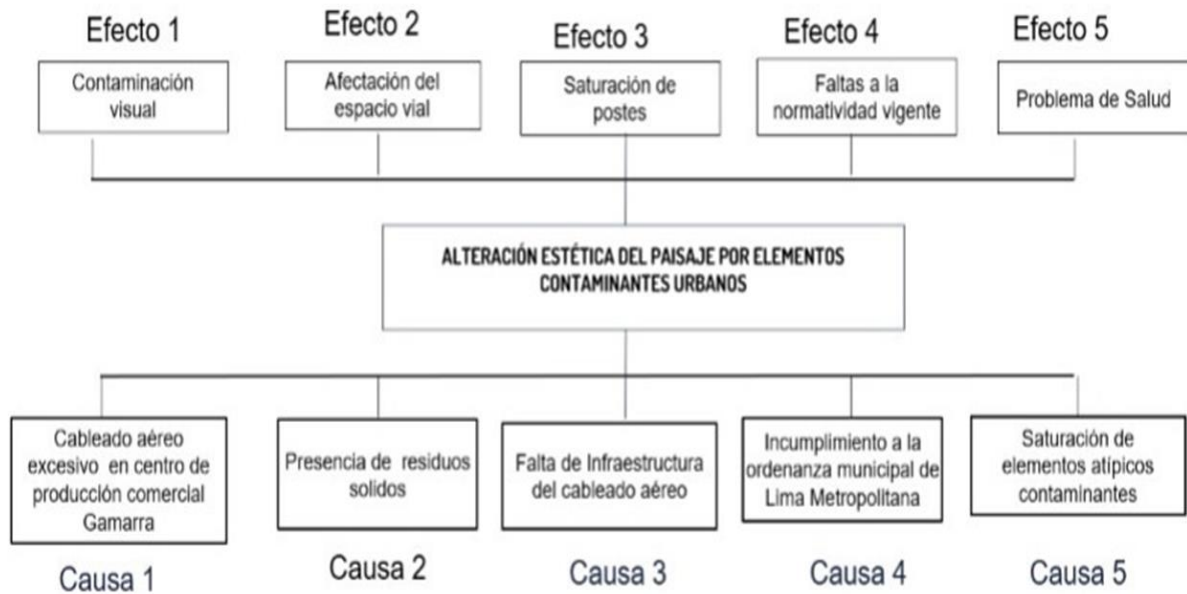 Efecto 1
Efecto 2
Efecto 3
Efecto 4
Efecto 5
Contaminación
visual
Afectación del
espacio vial
Saturación de
postes
Faltas a la
normatividad vigente
Problema de Salud
ALTERACIÓN ESTÉTICA DEL PAISAJE POR ELEMENTOS
CONTAMINANTES URBANOS
Cableado aéreo
excesivo en centro de
producción comercial
Gamarra
Presencia de residuos
solidos
Falta de Infraestructura
del cableado aéreo
Incumplimiento a la
ordenanza municipal de
Lima Metropolitana
Saturación de
elementos atípicos
contaminantes
Causa 1
Causa 2
Causa 3
Causa 4
Causa 5